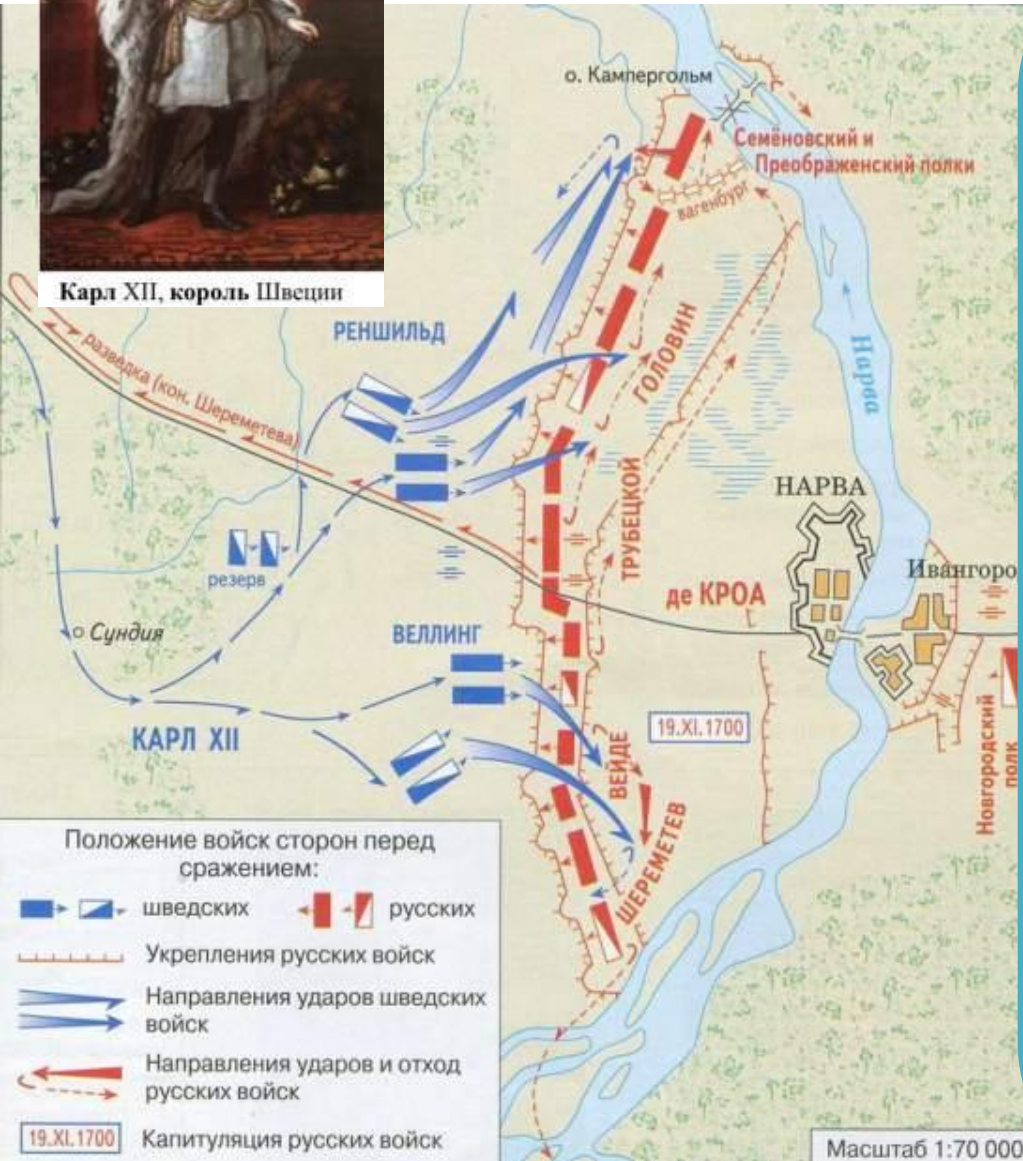 о. Кампергольм
Семёновский и
Преображенский полки
вагенбург
Карл XII, король Швеции
РЕНШИЛЬД
разведка (кон. Шереметева)
ГОЛОВИН
Нарва
НАРВА
ТРУБЕЦКОЙ
резерв
Ивангоро
де КРОА
Сундия
ВЕЛЛИНГ
КАРЛ XII
19.XI.1700
ВЕЙДЕ
Новгородский
полк
ШЕРЕМЕТЕВ
Положение войск сторон перед
сражением:
шведских
русских
Укрепления русских войск
Направления ударов шведских
войск
Направления ударов и отход
русских войск
19.XI.1700 Капитуляция русских войск
Масштаб 1:70 000